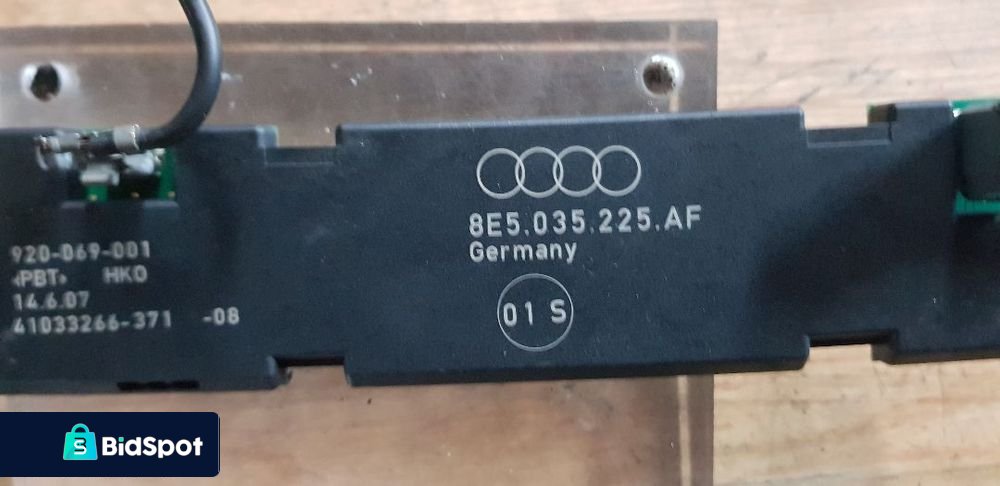 920-069-001
<PBT> HKO
14.6.07
41033266-371 -08
8E5.035.225.AF
Germany
01 S
BidSpot